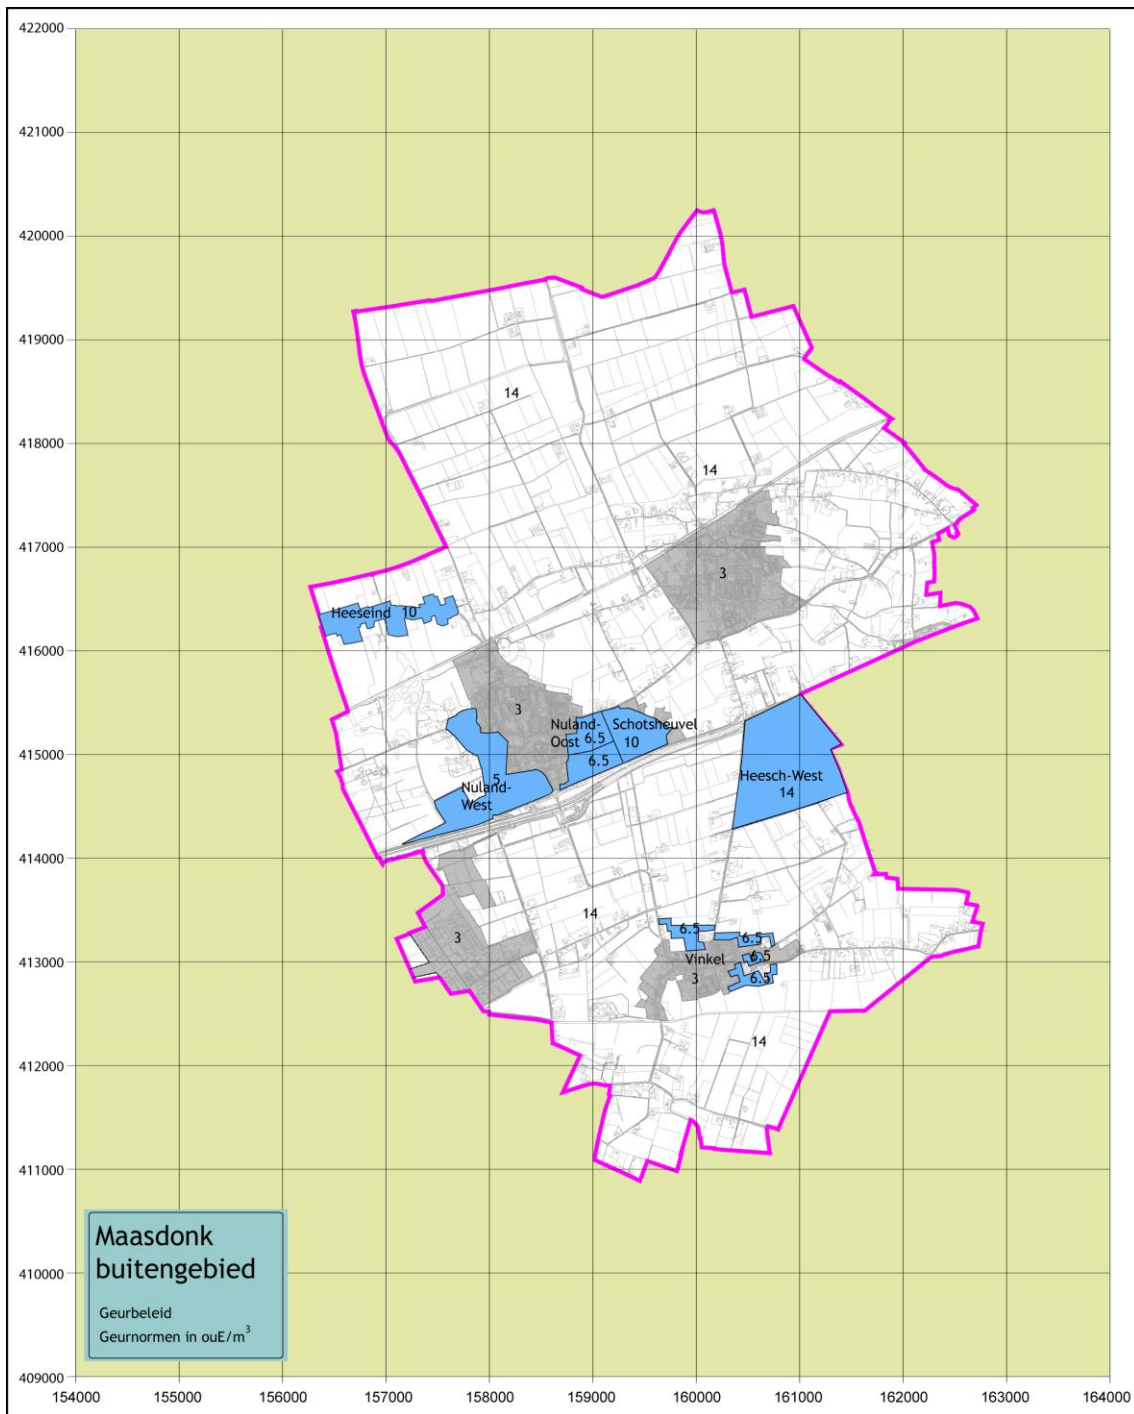 422000
421000
420000
419000
418000
417000
416000
415000
414000
413000
412000
411000
410000
409000
14
14
3
Heeseind 10
3
Nuland-
Oost
6.5
Schotsheuvel
10
6.5
5
Nuland-
West
Heesch-West
14
14
3
6.5
6.5
Vinkel
6.5
3
6.5
14
Maasdonk
buitengebied
Geurbeleid
Geurnormen in ouE/m³
154000 155000 156000 157000 158000 159000 160000 161000 162000 163000 164000